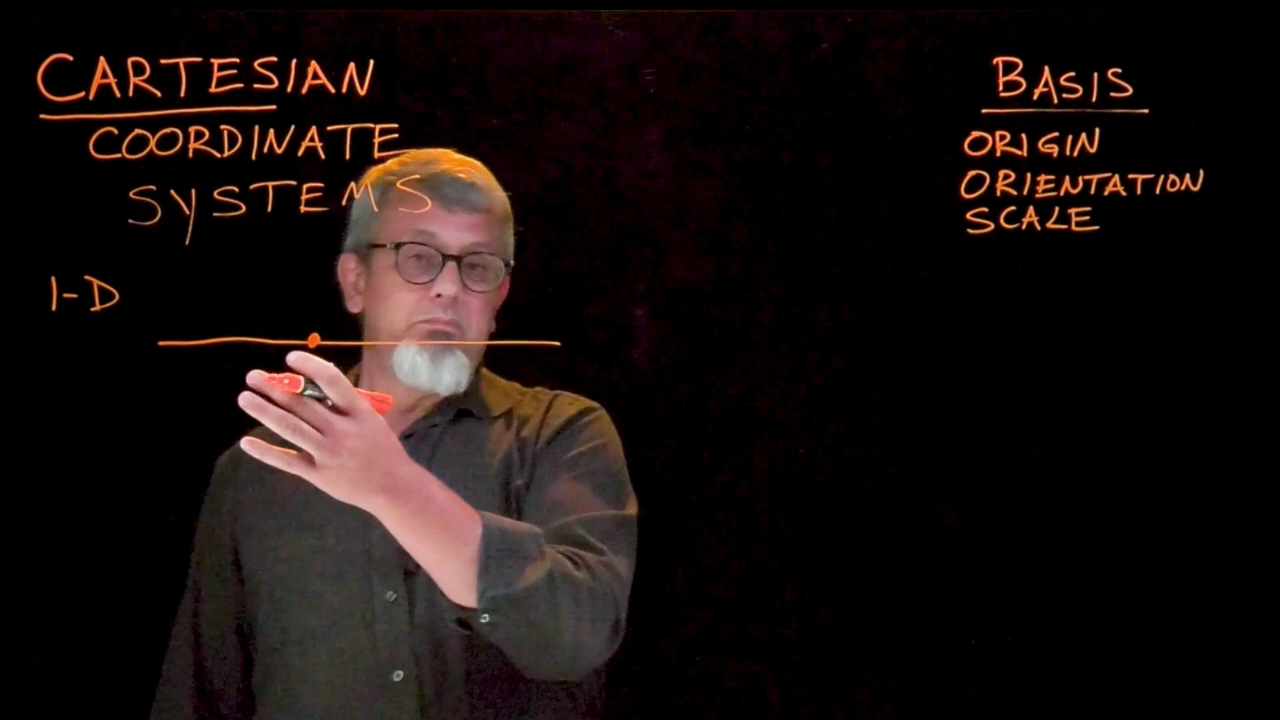 CARTESIAN
COORDINATE
SYSTEMS
1-D
BASIS
ORIGIN
ORIENTATION
SCALE